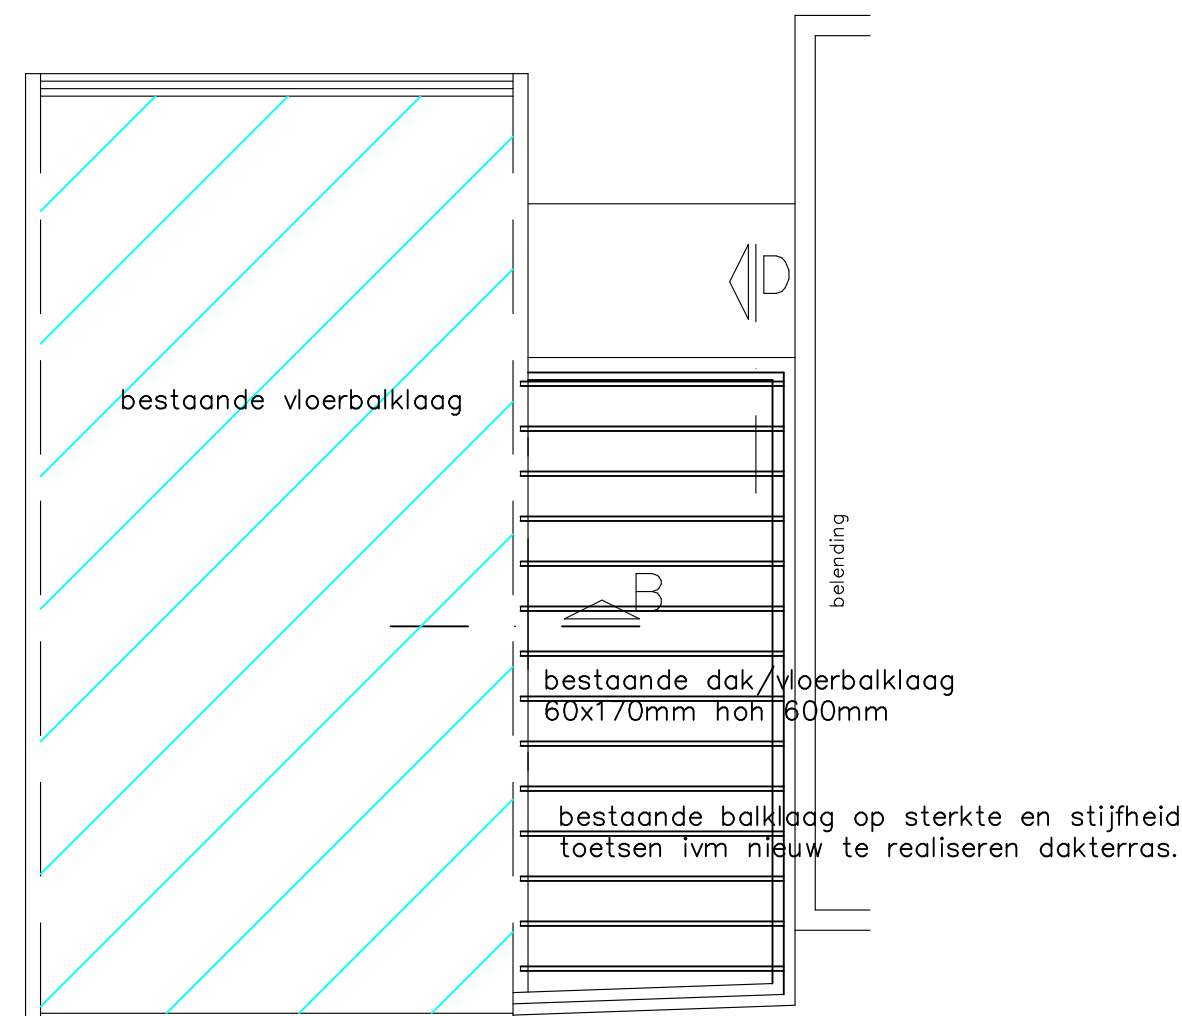 D
bestaande vloerbalklaag
belending
B
bestaande dak/vloerbalklaag
60x170mm hoh 600mm
bestaande balklaag op sterkte en stijfheid
toetsen ivm nieuw te realiseren dakterras.